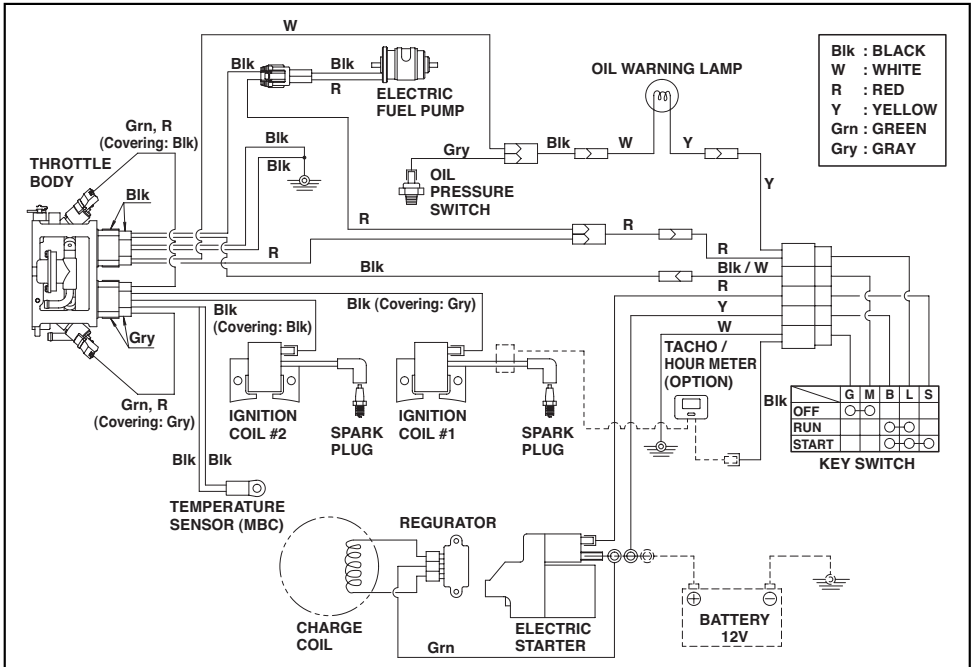 W
Blk : BLACK
W : WHITE
R : RED
Y : YELLOW
Grn : GREEN
Gry : GRAY
Blk
Blk
R
ELECTRIC
FUEL PUMP
OIL WARNING LAMP
Grn, R
(Covering: Blk)
THROTTLE
BODY
Blk
Blk
Blk
Gry
OIL
PRESSURE
SWITCH
Blk
W
Y
Y
R
R
R
R
Blk
Blk / W
R
Y
W
Blk
(Covering: Blk)
Blk (Covering: Gry)
Gry
Grn, R
(Covering: Gry)
IGNITION
COIL #2
SPARK
PLUG
IGNITION
COIL #1
SPARK
PLUG
TACHO /
HOUR METER
(OPTION)
Blk
G M B L S
OFF
RUN
START
KEY SWITCH
Blk
Blk
TEMPERATURE
SENSOR (MBC)
CHARGE
COIL
REGURATOR
Grn
ELECTRIC
STARTER
+
−
BATTERY
12V